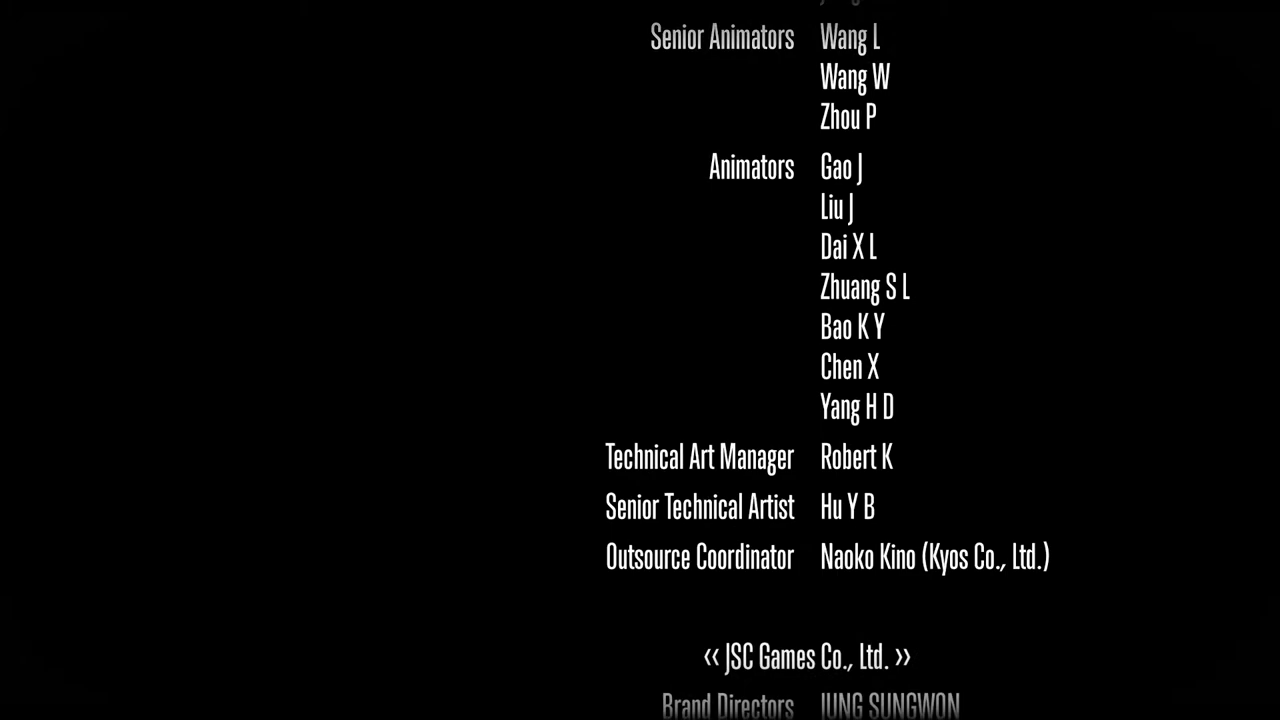 Senior Animators Wang L
Wang W
Zhou P
Animators Gao J
Liu J
Dai X L
Zhuang S L
Bao K Y
Chen X
Yang H D
Technical Art Manager Robert K
Senior Technical Artist Hu Y B
Outsource Coordinator Naoko Kino (Kyos Co., Ltd.)
‹‹ JSC Games Co., Ltd. ››
Brand Directors JUNG SUNGWON